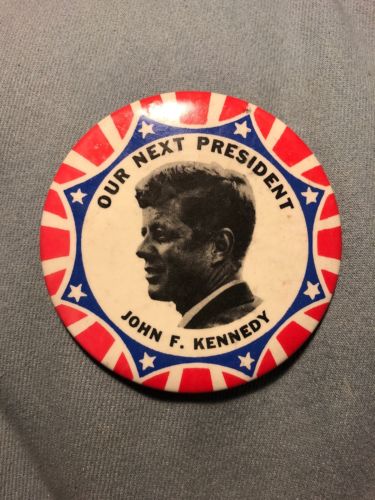 OUR NEXT PRESIDENT
JOHN F. KENNEDY